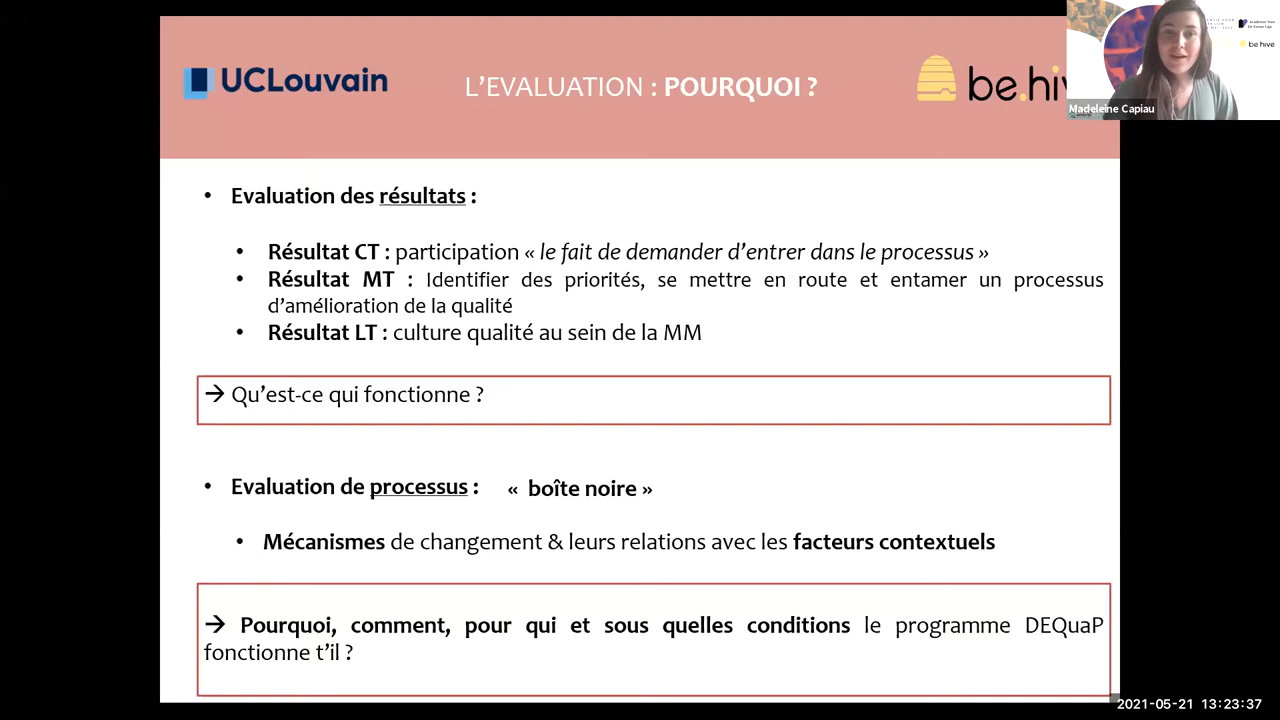 UCLouvain
L’EVALUATION : POURQUOI ?
be.hiv
be hive
Madeleine Capiau
• Evaluation des résultats :
• Résultat CT : participation « le fait de demander d’entrer dans le processus »
• Résultat MT : Identifier des priorités, se mettre en route et entamer un processus
d’amélioration de la qualité
• Résultat LT : culture qualité au sein de la MM
→ Qu’est-ce qui fonctionne ?
• Evaluation de processus : « boîte noire »
• Mécanismes de changement & leurs relations avec les facteurs contextuels
→ Pourquoi, comment, pour qui et sous quelles conditions le programme DEQuaP
fonctionne t’il ?
2021-05-21 13:23:37